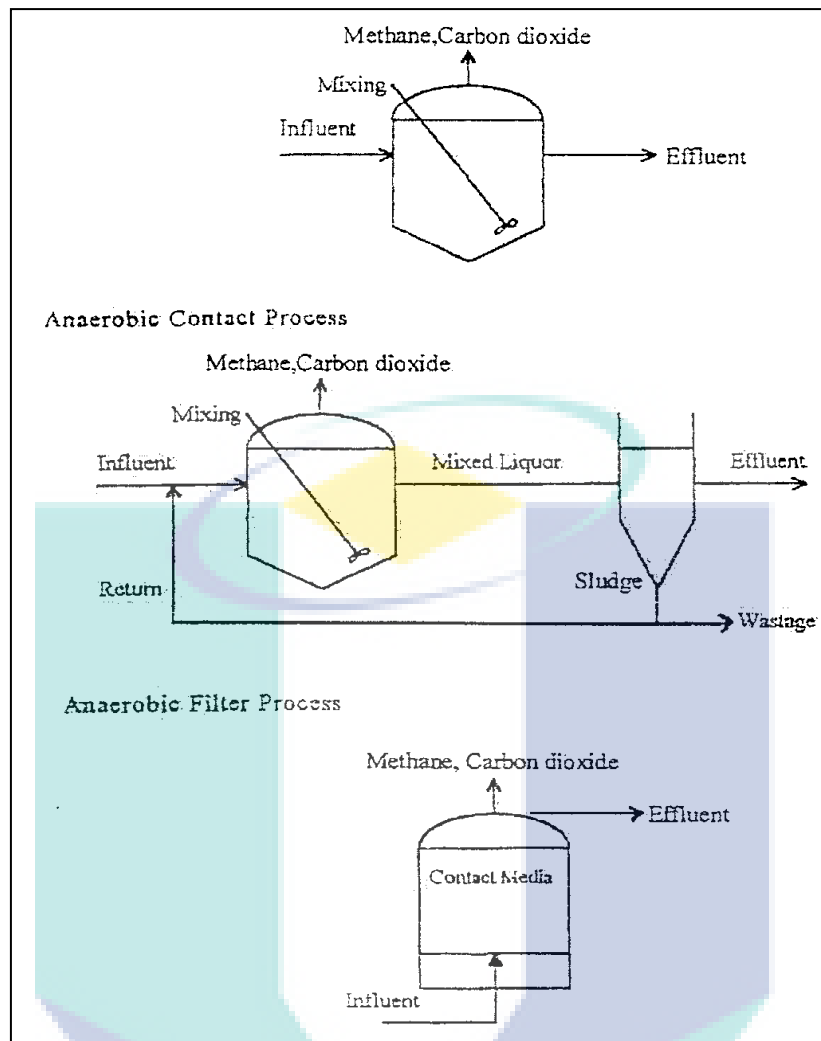 Methane,Carbon dioxide
Mixing
Influent
Effluent
Anaerobic Contact Process
Methane,Carbon dioxide
Mixing
Influent
Mixed Liquor
Effluent
Return
Sludge
Wastage
Anaerobic Filter Process
Methane, Carbon dioxide
Effluent
Contact Media
Influent